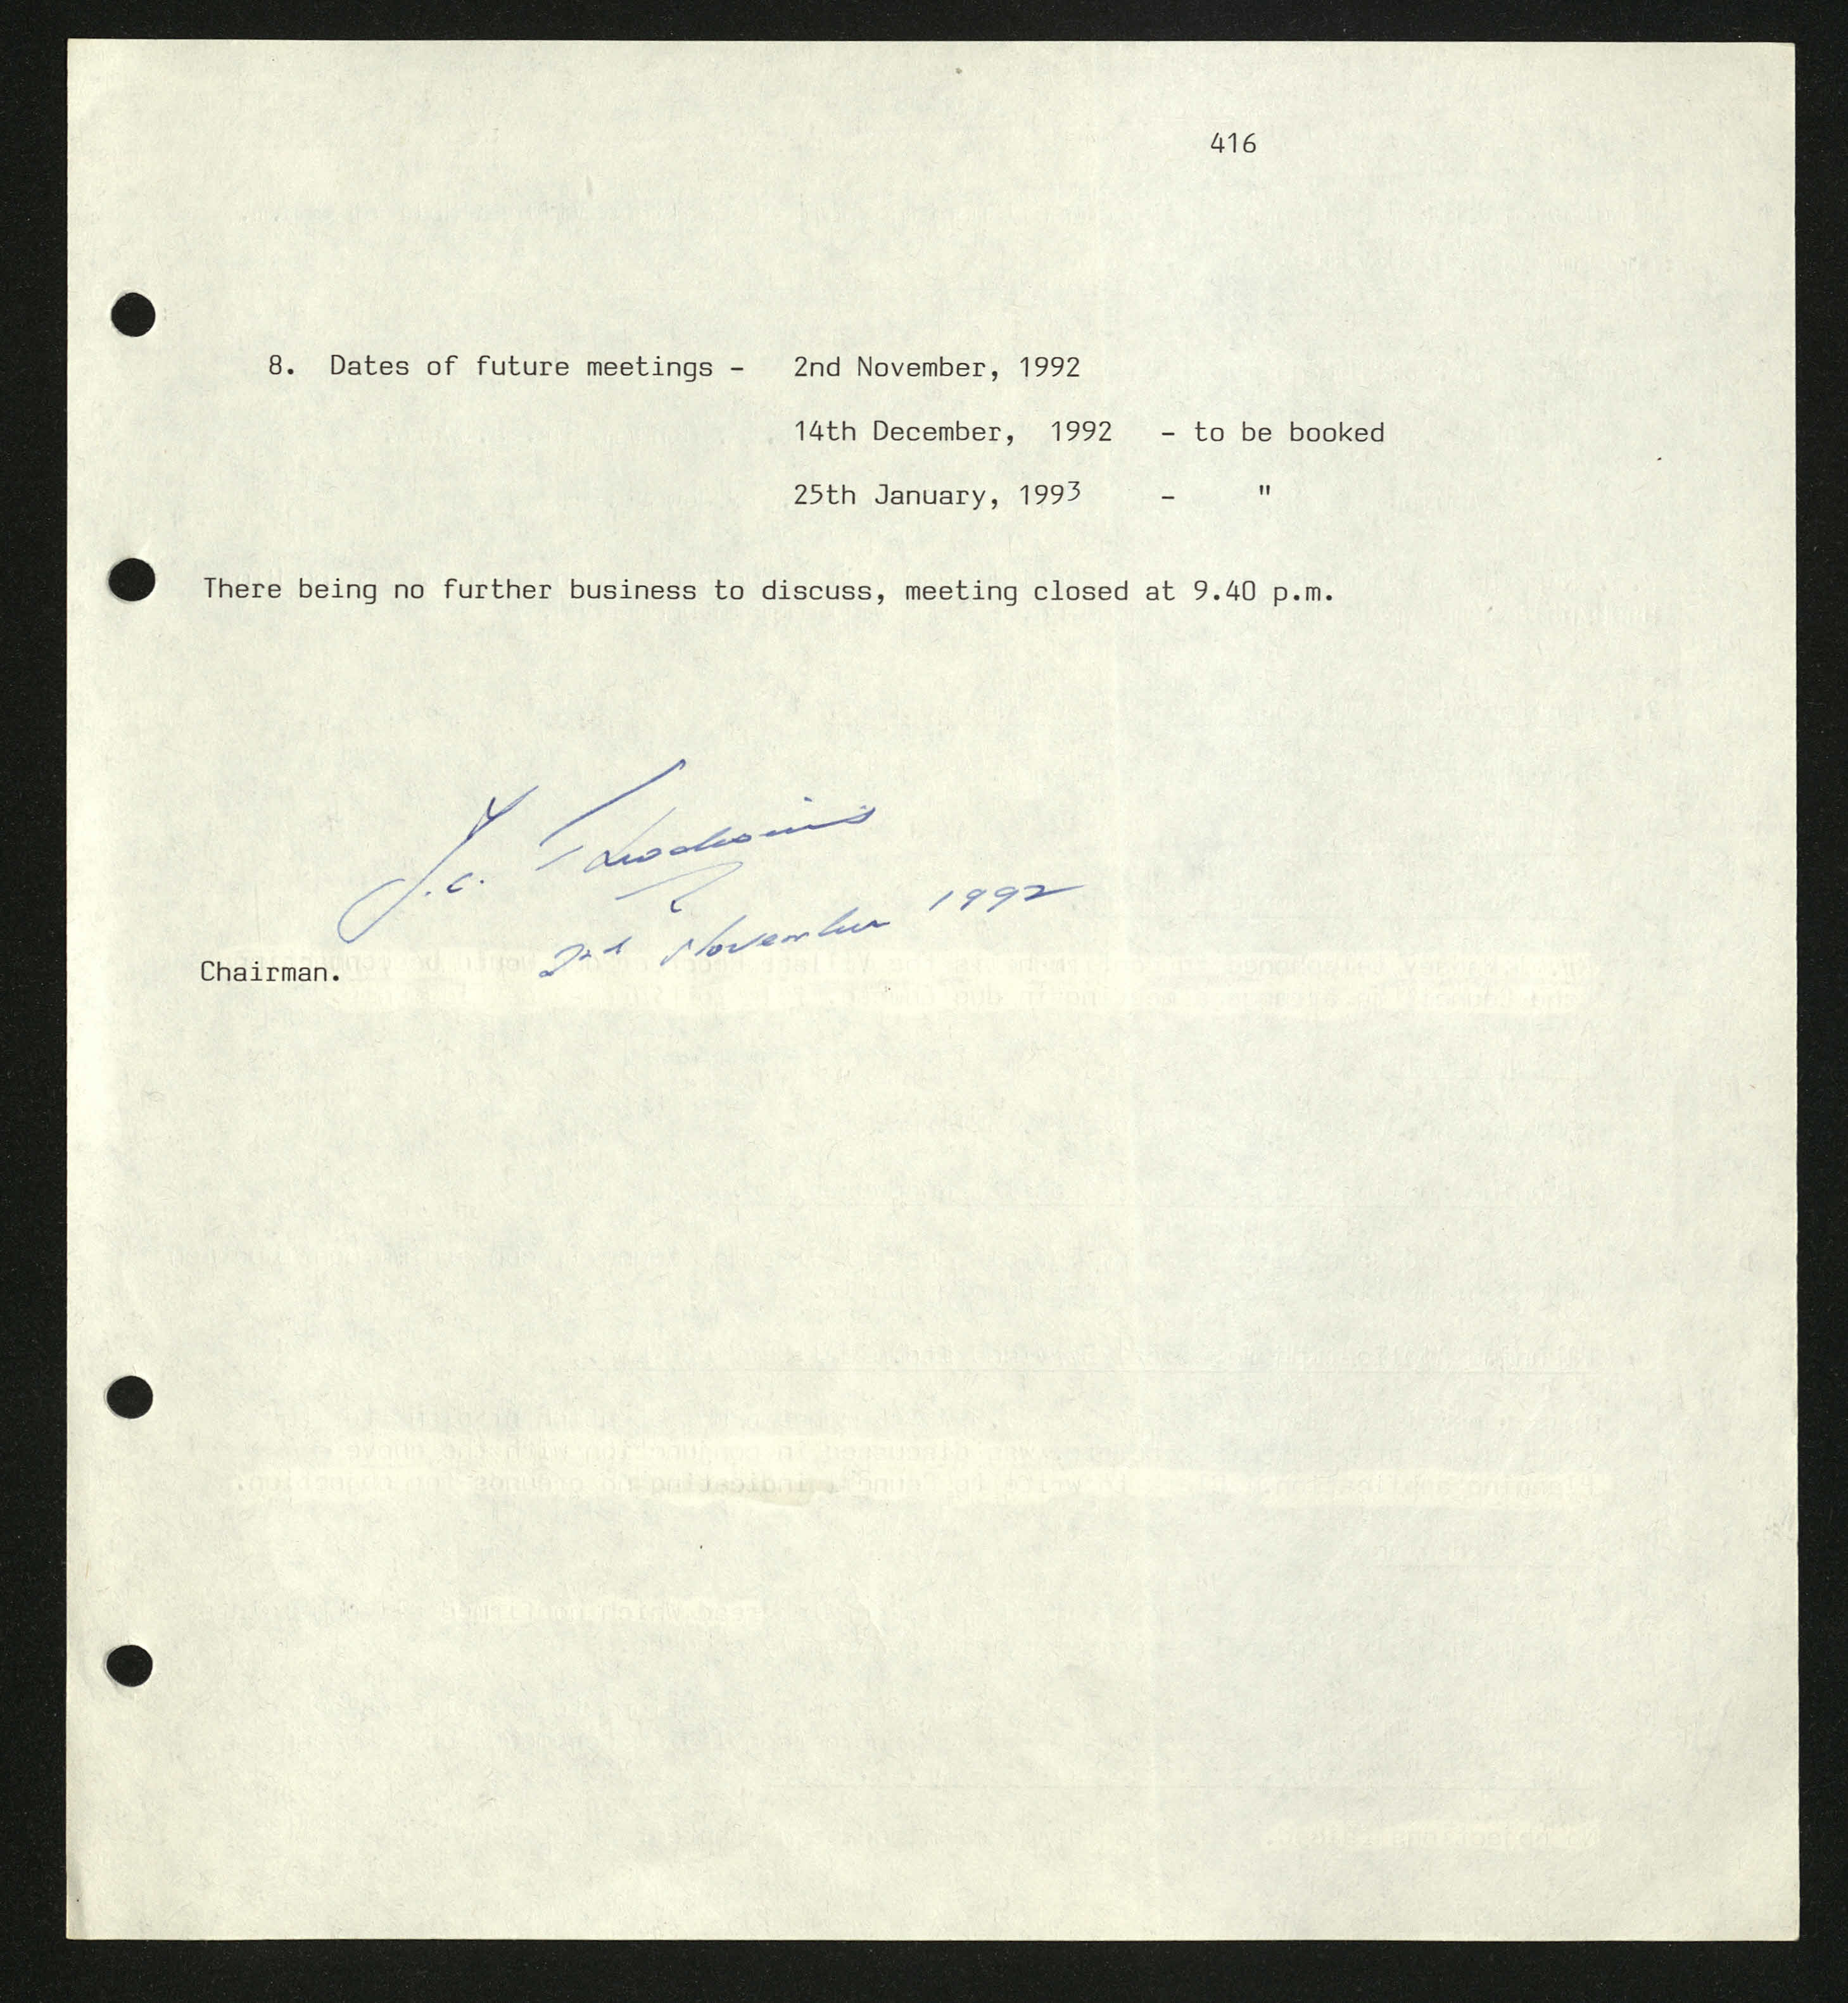 416
8. Dates of future meetings - 2nd November, 1992
14th December, 1992 - to be booked
25th January, 1993 - "
There being no further business to discuss, meeting closed at 9.40 p.m.
J.C.
2nd November 1992
Chairman.